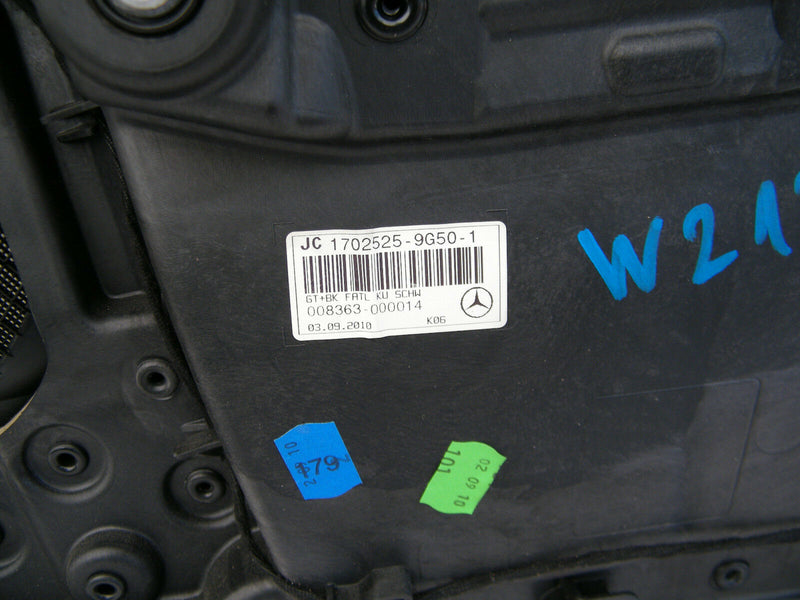 JC 1702525-9G50-1
GT+BK FATL KU SCHW
008363-000014
03.09.2010 K06
W21
179
101
02 09 10